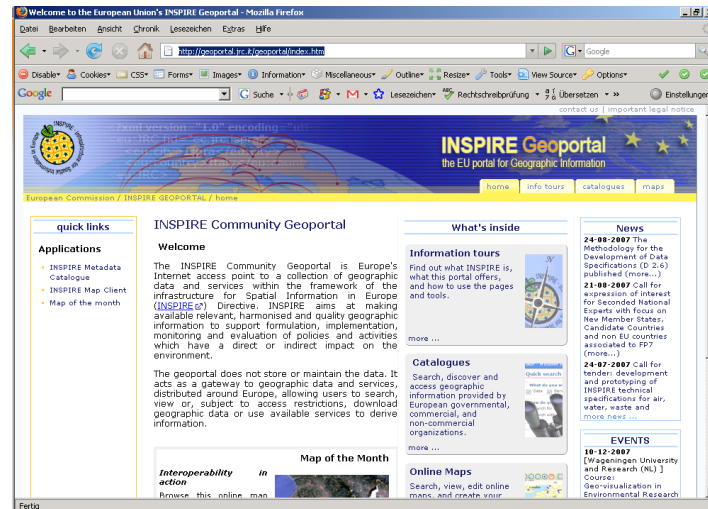 Welcome to the European Union's INSPIRE Geoportal - Mozilla Firefox
Datei Bearbeiten Ansicht Chronik Lesezeichen Extras Hilfe
http://geoportal.jrc.it/geoportal/index.htm
Google
Disable Cookies CSS Forms Images Information Miscellaneous Outline Resize Tools View Source Options
Google Suche Lesezeichen Rechtschreibprüfung Übersetzen Einstellungen
contact us | important legal notice
INSPIRE Geoportal
the EU portal for Geographic Information
home info tours catalogues maps
European Commission / INSPIRE GEOPORTAL / home
quick links
Applications
INSPIRE Metadata
Catalogue
INSPIRE Map Client
Map of the month
INSPIRE Community Geoportal
Welcome
The INSPIRE Community Geoportal is Europe's
Internet access point to a collection of geographic
data and services within the framework of the
infrastructure for Spatial Information in Europe
(INSPIRE) Directive. INSPIRE aims at making
available relevant, harmonised and quality geographic
information to support formulation, implementation,
monitoring and evaluation of policies and activities
which have a direct or indirect impact on the
environment.
The geoportal does not store or maintain the data. It
acts as a gateway to geographic data and services,
distributed around Europe, allowing users to search,
view or, subject to access restrictions, download
geographic data or use available services to derive
information.
Map of the Month
Interoperability in
action
Browse this online map
What's inside
Information tours
Find out what INSPIRE is,
what this portal offers,
and how to use the pages
and tools.
more ...
Catalogues
Search, discover and
access geographic
information provided by
European governmental,
commercial, and
non-commercial
organizations.
more ...
Quick search
Online Maps
Search, view, edit online
maps, and create your
News
24-08-2007 The
Methodology for the
Development of Data
Specifications (D 2.6)
published (more...)
21-08-2007 Call for
expression of interest
for Seconded National
Experts with focus on
New Member States,
Candidate Countries
and non EU countries
associated to FP7
(more...)
24-07-2007 Call for
tender: development
and prototyping of
INSPIRE technical
specifications for air,
water, waste and
more news ...
EVENTS
10-12-2007
[Wageningen University
and Research (NL) ]
Course:
Geo-visualization in
Environmental Research
Fertig